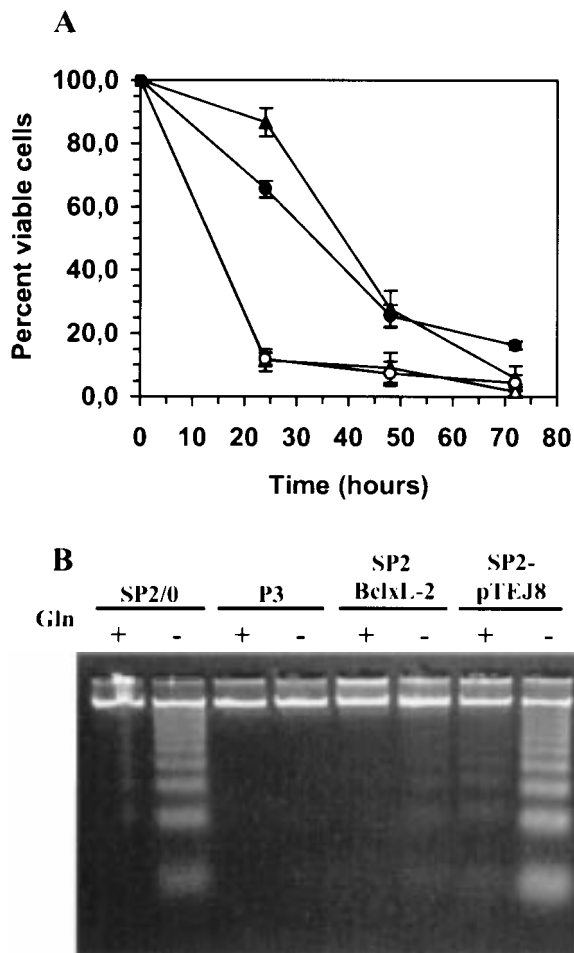 A
100,0
80,0
60,0
40,0
20,0
0,0
Percent viable cells
0 10 20 30 40 50 60 70 80
Time (hours)
B
SP2/0 P3 SP2 BclxL-2 SP2-pTEJ8
Gln + - + - + - + -